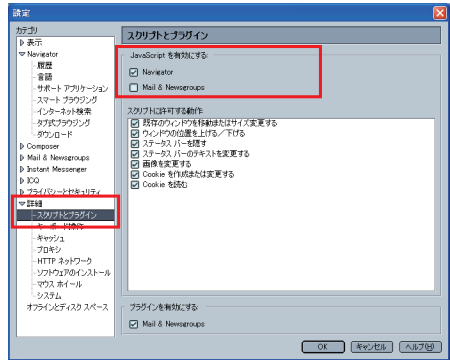 設定
カテゴリ
表示
Navigator
履歴
言語
サポート アプリケーション
スマート ブラウジング
インターネット検索
タブ式ブラウジング
ダウンロード
Composer
Mail & Newsgroups
Instant Messenger
ICQ
プライバシーとセキュリティ
詳細
スクリプトとプラグイン
キーボード操作
キャッシュ
プロキシ
HTTP ネットワーク
ソフトウェアのインストール
マウス ホイール
システム
オフラインとディスク スペース
スクリプトとプラグイン
JavaScript を有効にする:
Navigator
Mail & Newsgroups
スクリプトに許可する動作:
既存のウィンドウを移動またはサイズ変更する
ウィンドウの位置を上げる／下げる
ステータス バーを隠す
ステータス バーのテキストを変更する
画像を変更する
Cookie を作成または変更する
Cookie を読む
プラグインを有効にする:
Mail & Newsgroups
OK
キャンセル
ヘルプ(H)